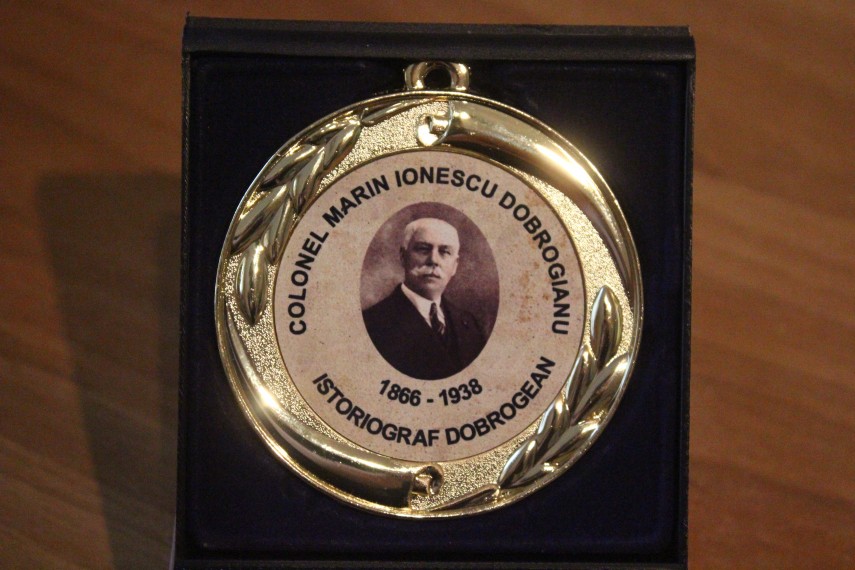 COLONEL MARIN IONESCU DOBROGIANU
1866 - 1938
ISTORIOGRAF DOBROGEAN